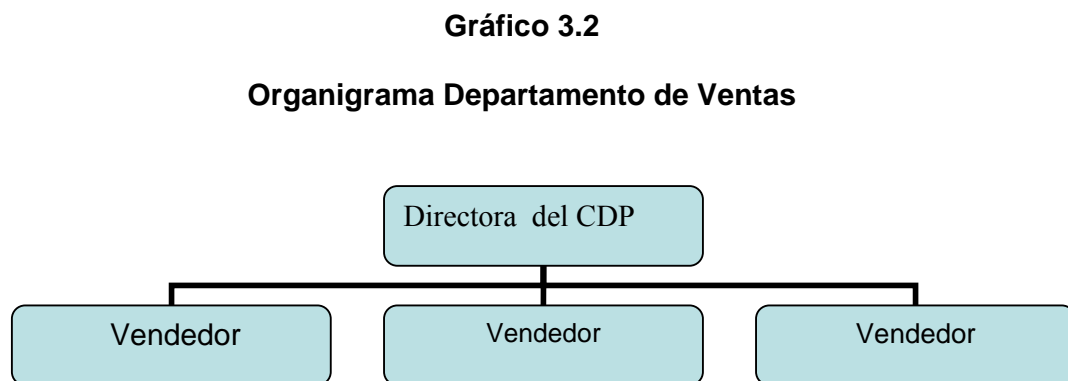 Gráfico 3.2
Organigrama Departamento de Ventas
Directora del CDP
Vendedor
Vendedor
Vendedor